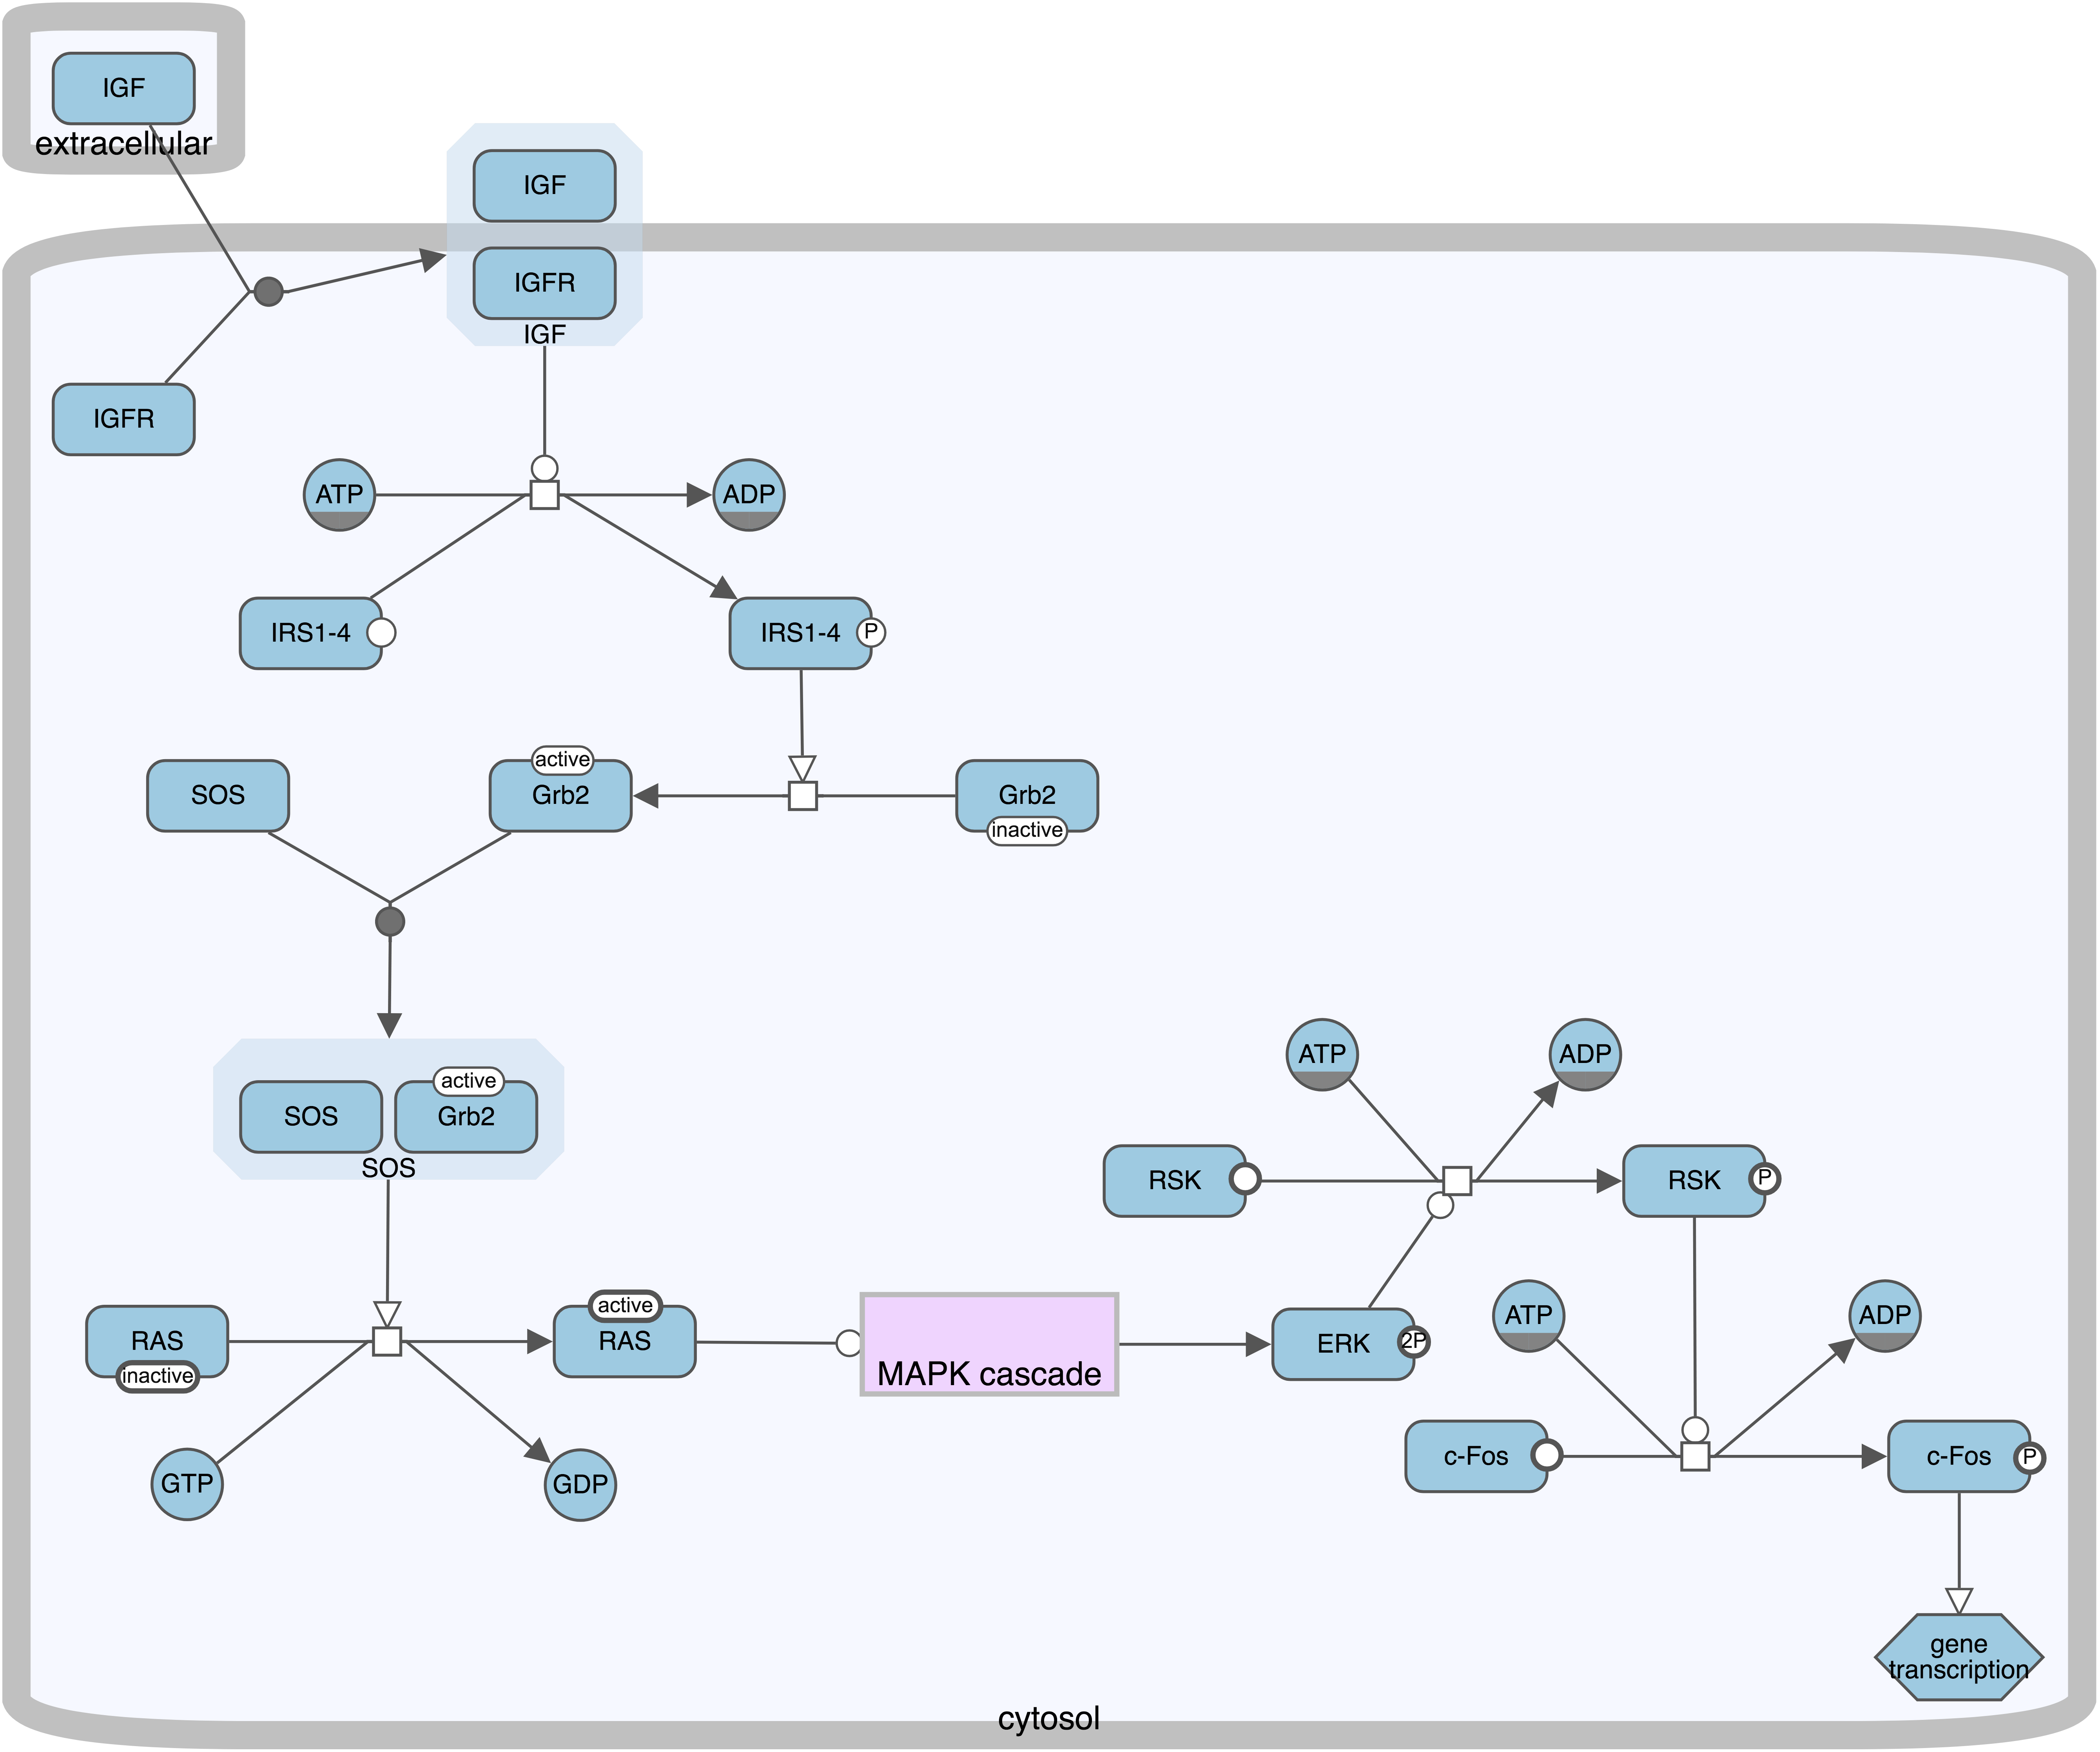 IGF
extracellular
IGF
IGFR
IGF
IGFR
ATP
ADP
IRS1-4
IRS1-4
P
SOS
active
Grb2
Grb2
inactive
SOS
active
Grb2
SOS
ATP
ADP
RSK
RSK
P
RAS
inactive
active
RAS
MAPK cascade
ERK
2P
ATP
ADP
GTP
GDP
c-Fos
c-Fos
P
gene
transcription
cytosol